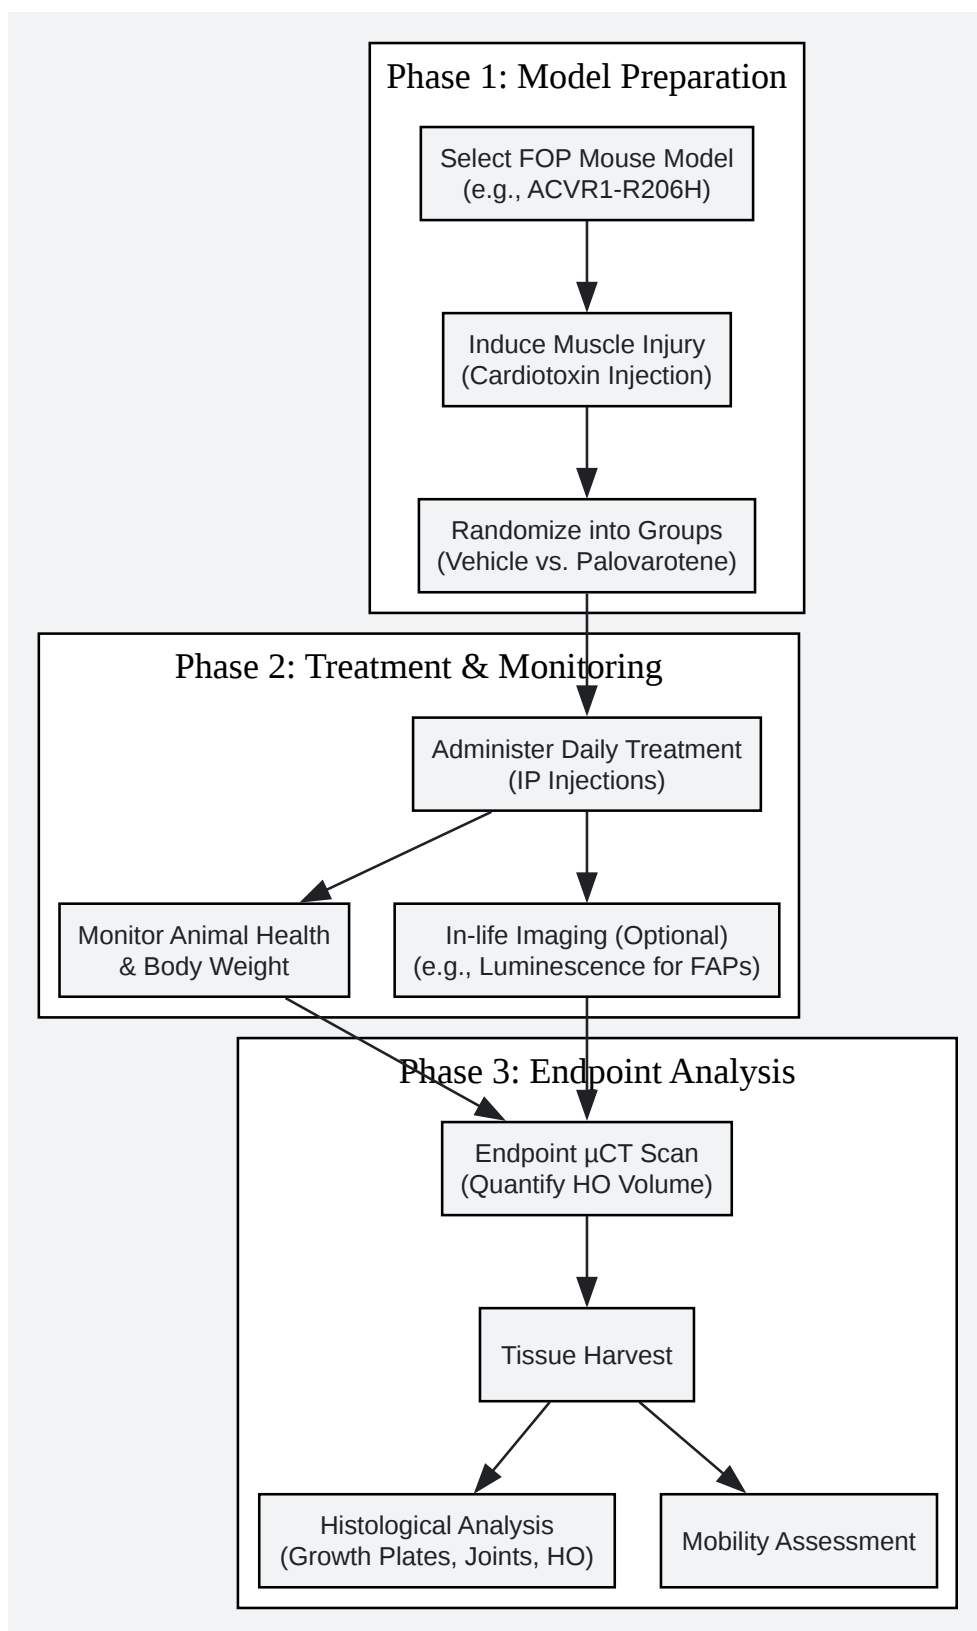 Phase 1: Model Preparation
Select FOP Mouse Model
(e.g., ACVR1-R206H)
Induce Muscle Injury
(Cardiotoxin Injection)
Randomize into Groups
(Vehicle vs. Palovarotene)
Phase 2: Treatment & Monitoring
Administer Daily Treatment
(IP Injections)
Monitor Animal Health
& Body Weight
In-life Imaging (Optional)
(e.g., Luminescence for FAPs)
Phase 3: Endpoint Analysis
Endpoint µCT Scan
(Quantify HO Volume)
Tissue Harvest
Histological Analysis
(Growth Plates, Joints, HO)
Mobility Assessment